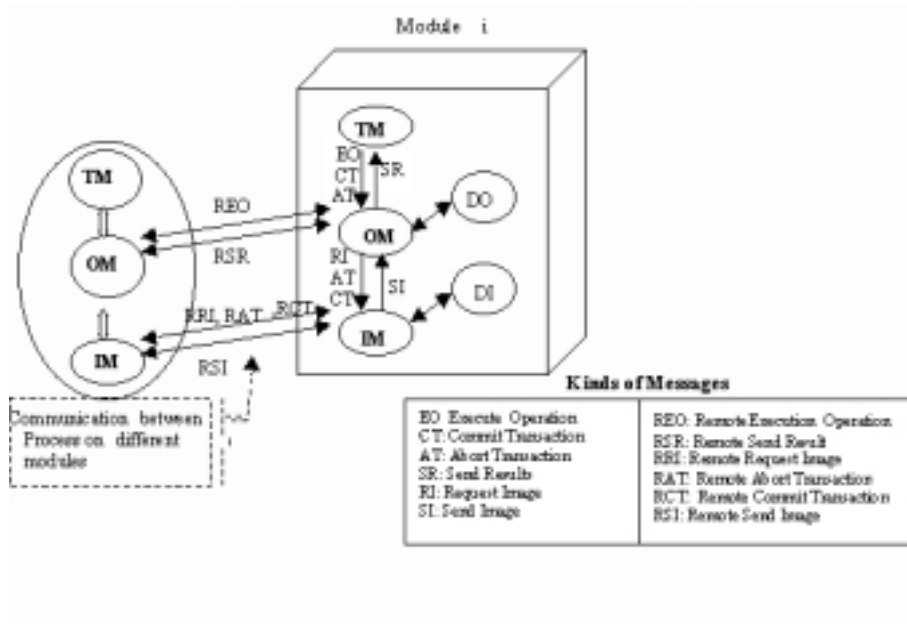 Module i
TM
EO
CT
AT
SR
TM
DO
REO
OM
OM
RSR
RI
AT
CT
SI
DI
RRI, RAT RCT
IM
IM
RSI
Kinds of Messages
Communication between
Process on different
modules
EO Execute Operation
CT: Commit Transaction
AT: Abort Transaction
SR: Send Results
RI: Request Image
SI: Send Image
REO: Remote Execution Operation
RSR: Remote Send Result
RRI: Remote Request Image
RAT: Remote Abort Transaction
RCT: Remote Commit Transaction
RSI: Remote Send Image